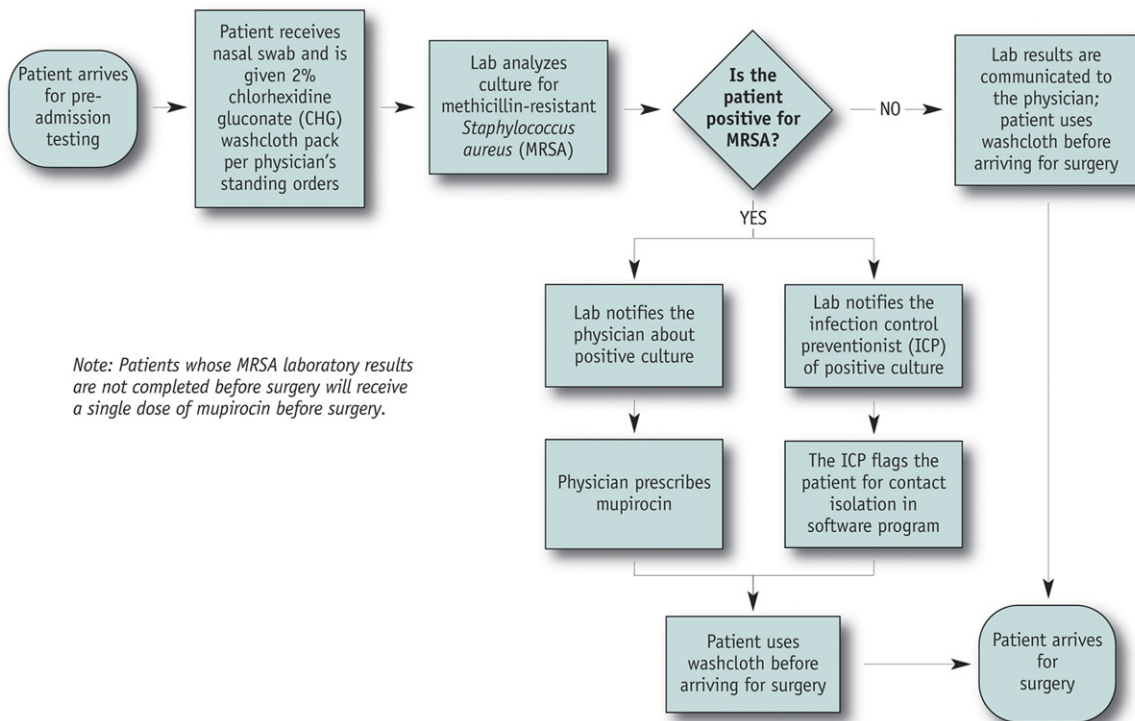 Patient arrives
for pre-
admission
testing
Patient receives
nasal swab and is
given 2%
chlorhexidine
gluconate (CHG)
washcloth pack
per physician's
standing orders
Lab analyzes
culture for
methicillin-resistant
Staphylococcus
aureus (MRSA)
Is the
patient
positive for
MRSA?
NO
Lab results are
communicated to
the physician;
patient uses
washcloth before
arriving for surgery
YES
Lab notifies the
physician about
positive culture
Lab notifies the
infection control
preventionist (ICP)
of positive culture
Note: Patients whose MRSA laboratory results
are not completed before surgery will receive
a single dose of mupirocin before surgery.
Physician prescribes
mupirocin
The ICP flags the
patient for contact
isolation in
software program
Patient uses
washcloth before
arriving for surgery
Patient arrives
for
surgery